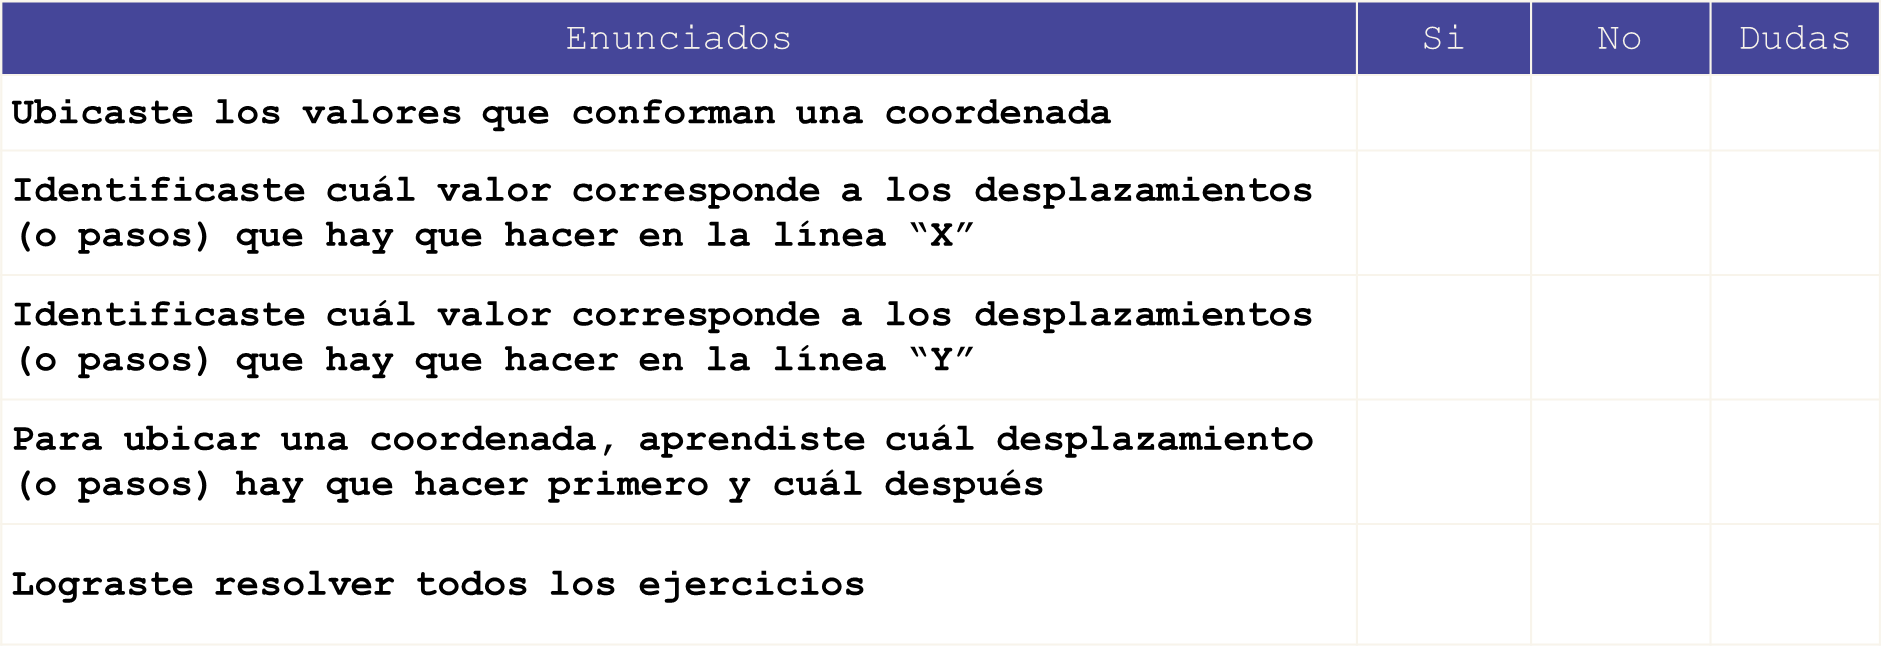 Enunciados Si No Dudas
Ubicaste los valores que conforman una coordenada
Identificaste cuál valor corresponde a los desplazamientos
(o pasos) que hay que hacer en la línea “X”
Identificaste cuál valor corresponde a los desplazamientos
(o pasos) que hay que hacer en la línea “Y”
Para ubicar una coordenada, aprendiste cuál desplazamiento
(o pasos) hay que hacer primero y cuál después
Lograste resolver todos los ejercicios